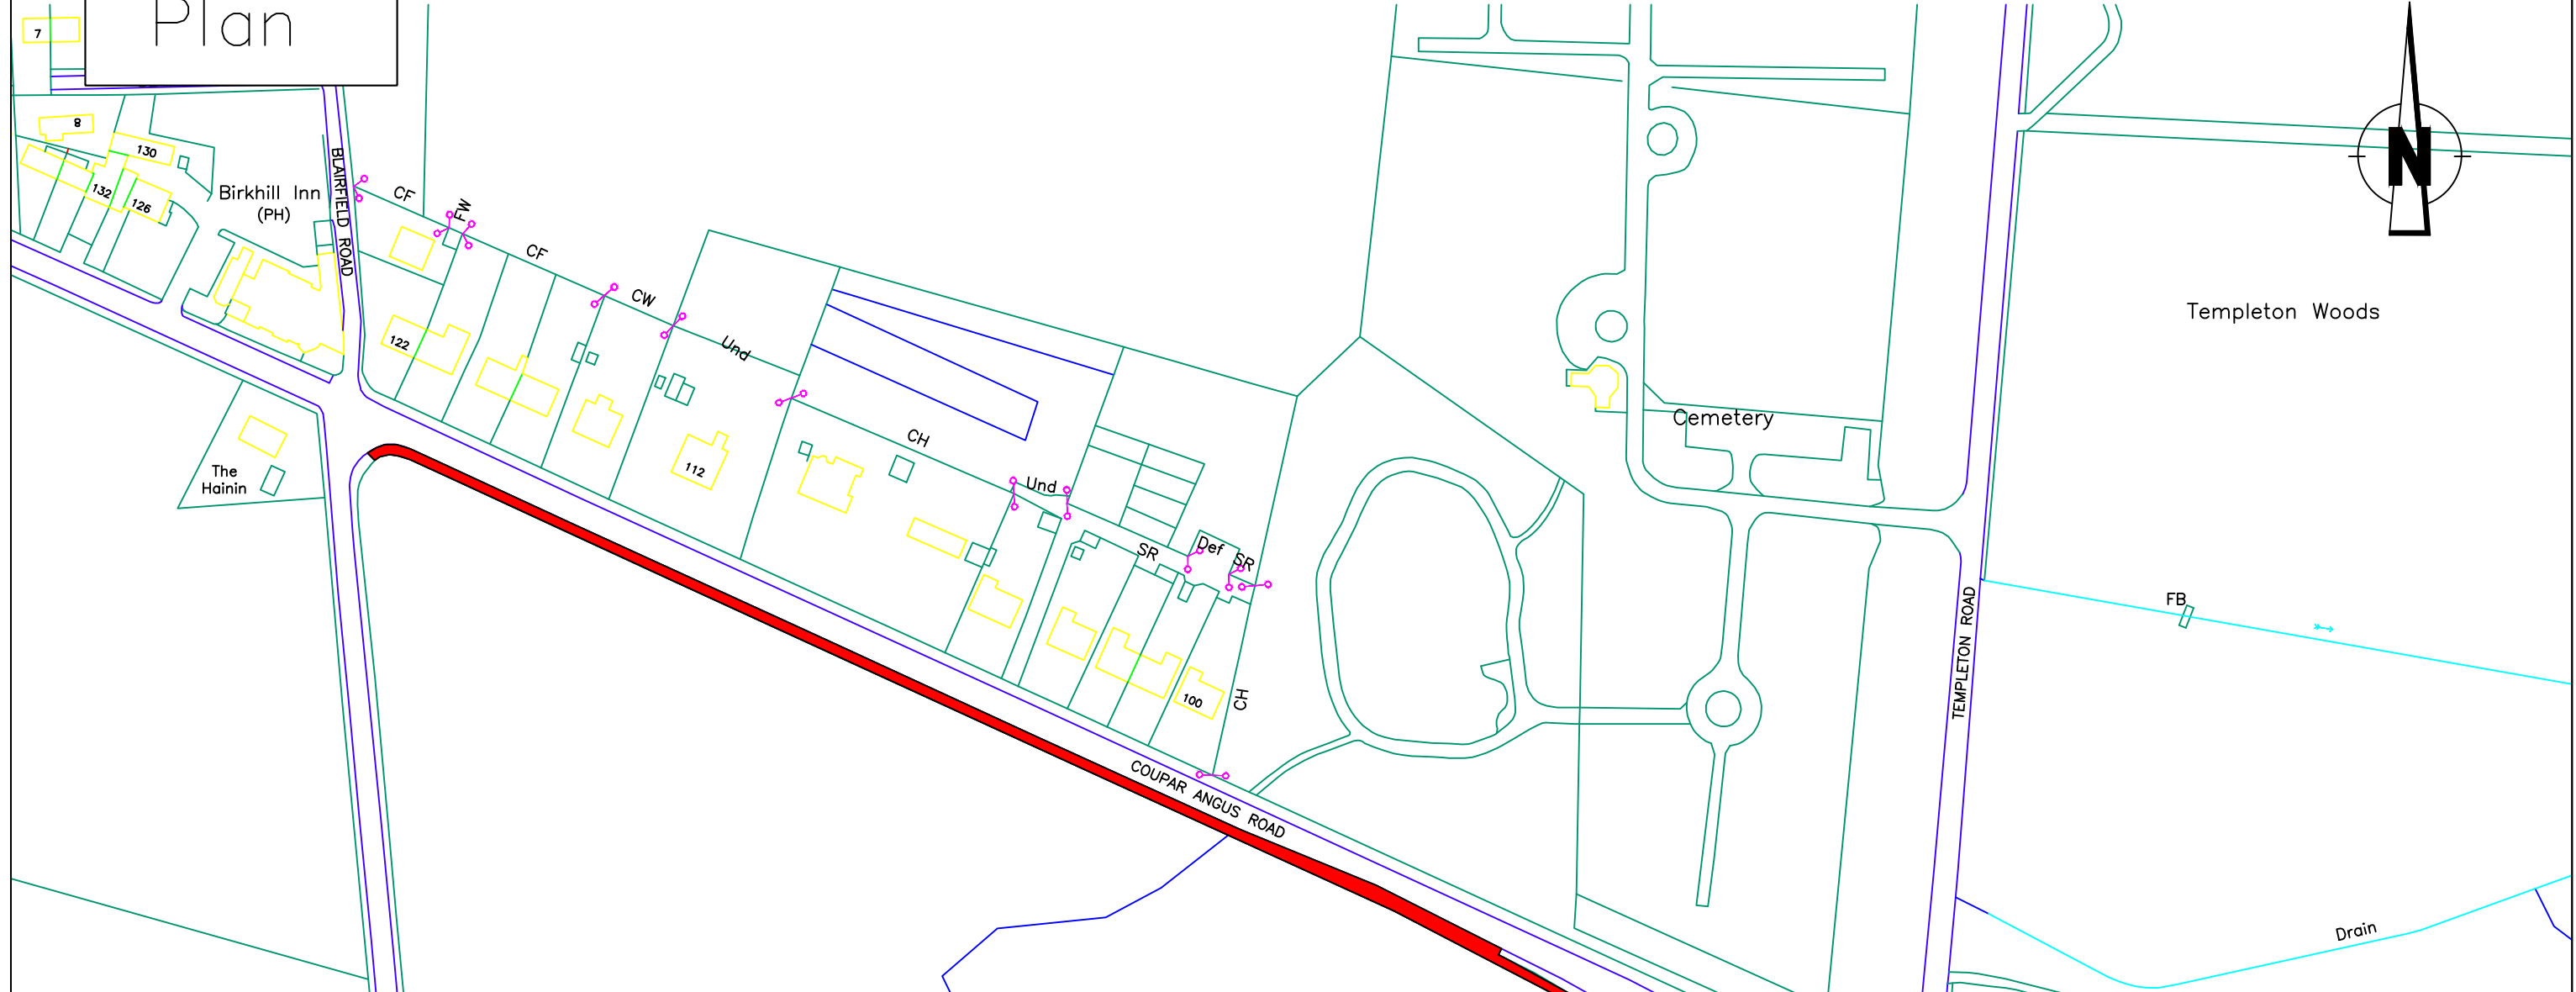 Plan
7
8
130
132
126
Birkhill Inn
(PH)
BLAIRFIELD ROAD
CF
FW
CF
CW
Und
122
112
CH
Und
SR
Def
SR
100
CH
The
Hainin
COUPAR ANGUS ROAD
Cemetery
TEMPLETON ROAD
N
Templeton Woods
FB
Drain